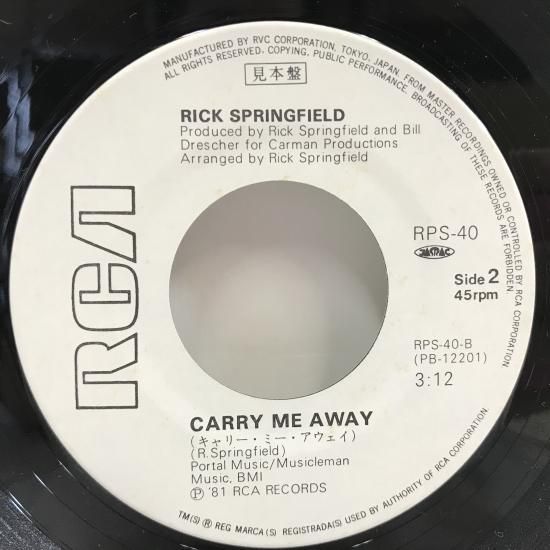 MANUFACTURED BY RVC CORPORATION, TOKYO, JAPAN, FROM MASTER RECORDINGS OWNED OR CONTROLLED BY RCA CORPORATION
ALL RIGHTS RESERVED, COPYING, PUBLIC PERFORMANCE, BROADCASTING OF THESE RECORDS ARE FORBIDDEN.
見本盤
RICK SPRINGFIELD
Produced by Rick Springfield and Bill
Drescher for Carman Productions
Arranged by Rick Springfield
RCA
RPS-40
JASRAC
Side 2
45rpm
RPS-40-B
(PB-12201)
3:12
CARRY ME AWAY
(キャリー・ミー・アウェイ)
(R.Springfield)
Portal Music/Musicleman
Music, BMI
Ⓟ '81 RCA RECORDS
TM(S) ® REG MARCA(S) REGISTRADA(S) USED BY AUTHORITY OF RCA CORPORATION.